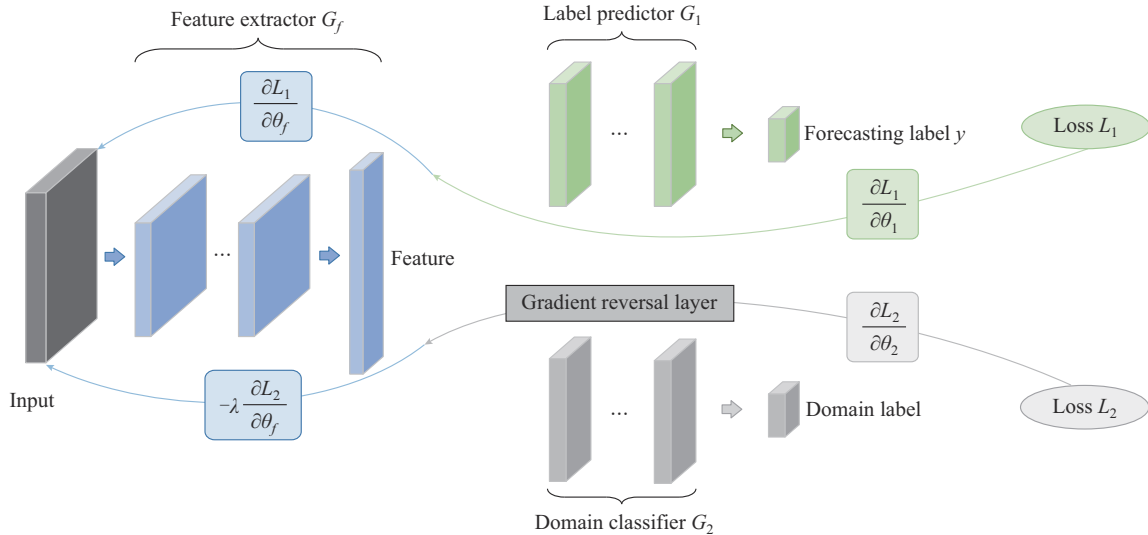 Feature extractor G_f
Label predictor G_1
∂L_1
∂θ_f
...
Forecasting label y
Loss L_1
∂L_1
∂θ_1
...
Feature
Gradient reversal layer
∂L_2
∂θ_2
Input
−λ ∂L_2
∂θ_f
...
Domain label
Loss L_2
Domain classifier G_2